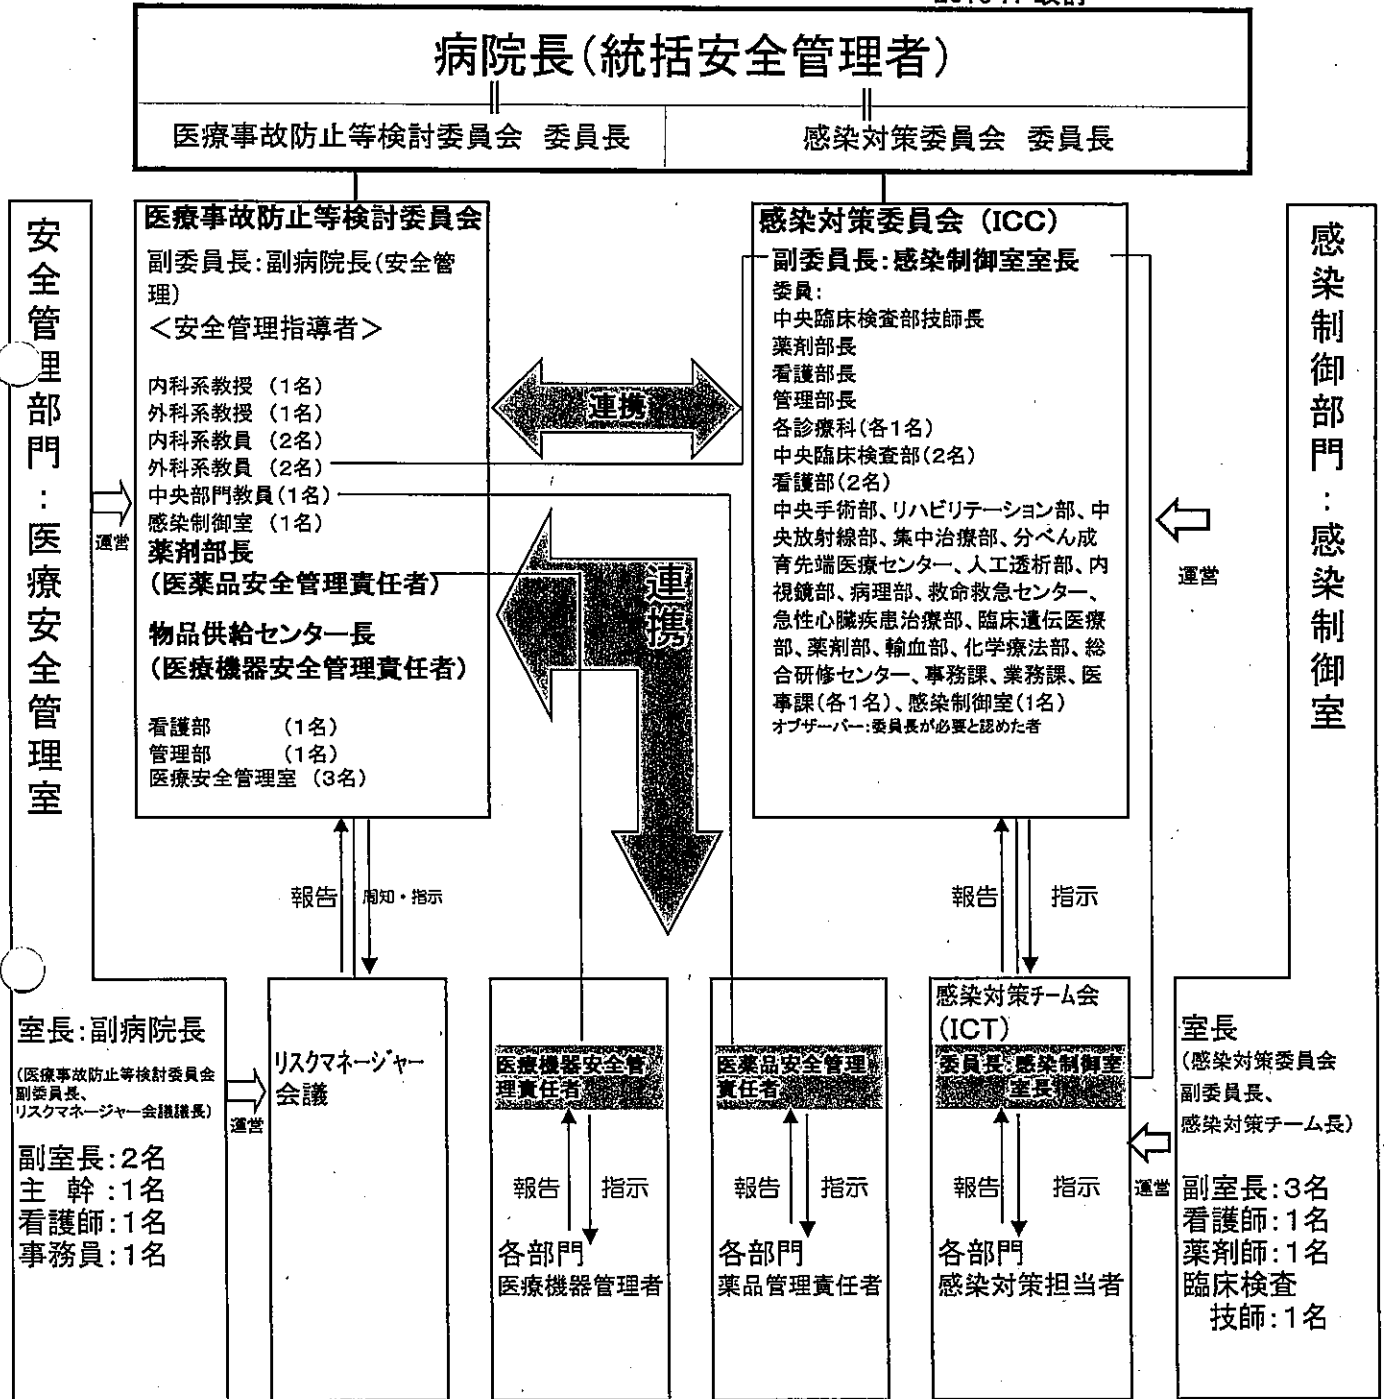 病院長(統括安全管理者)
医療事故防止等検討委員会 委員長
感染対策委員会 委員長
安全管理部門:医療安全管理室
医療事故防止等検討委員会
副委員長:副病院長(安全管
理)
<安全管理指導者>
内科系教授 (1名)
外科系教授 (1名)
内科系教員 (2名)
外科系教員 (2名)
中央部門教員(1名)
感染制御室 (1名)
薬剤部長
(医薬品安全管理責任者)
物品供給センター長
(医療機器安全管理責任者)
看護部 (1名)
管理部 (1名)
医療安全管理室 (3名)
運営
連携
連携
感染対策委員会 (ICC)
副委員長:感染制御室室長
委員:
中央臨床検査部技師長
薬剤部長
看護部長
管理部長
各診療科(各1名)
中央臨床検査部(2名)
看護部(2名)
中央手術部、リハビリテーション部、中
央放射線部、集中治療部、分べん成
育先端医療センター、人工透析部、内
視鏡部、病理部、救命救急センター、
急性心臓疾患治療部、臨床遺伝医療
部、薬剤部、輸血部、化学療法部、総
合研修センター、事務課、業務課、医
事課(各1名)、感染制御室(1名)
オブザーバー:委員長が必要と認めた者
運営
感染制御部門:感染制御室
報告
周知・指示
報告
指示
室長:副病院長
(医療事故防止等検討委員会
副委員長、
リスクマネージャー会議議長)
副室長:2名
主 幹:1名
看護師:1名
事務員:1名
運営
リスクマネージャー
会議
医療機器安全管
理責任者
報告
指示
各部門
医療機器管理者
医薬品安全管理
責任者
報告
指示
各部門
薬品管理責任者
感染対策チーム会
(ICT)
委員長:感染制御室
室長
報告
指示
各部門
感染対策担当者
運営
室長
(感染対策委員会
副委員長、
感染対策チーム長)
副室長:3名
看護師:1名
薬剤師:1名
臨床検査
技師:1名